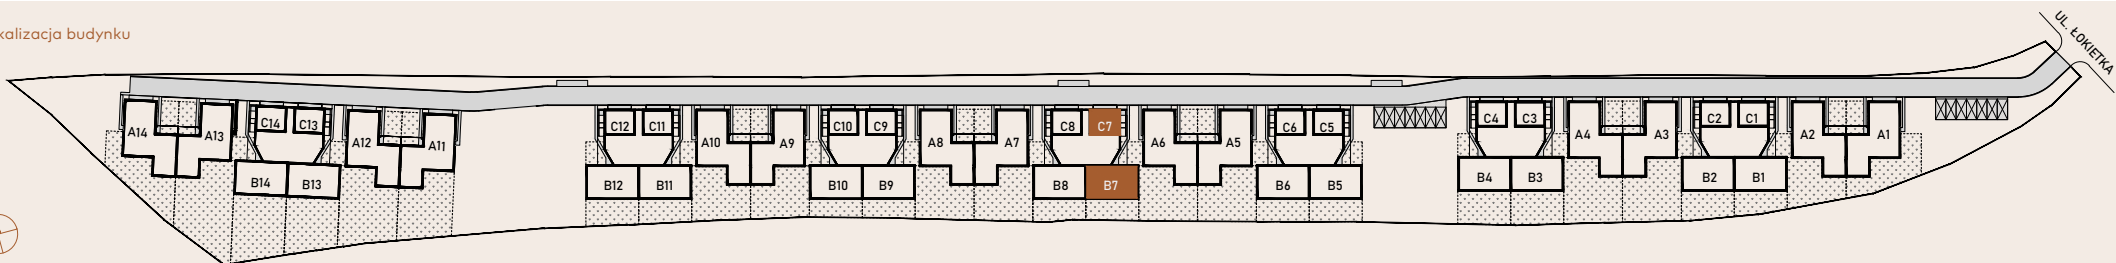 kalizacja budynku
UL. ŁOKIETKA
A14 A13 C14 C13 A12 A11 C12 C11 A10 A9 C10 C9 A8 A7 C8 C7 A6 A5 C6 C5 C4 C3 A4 A3 C2 C1 A2 A1
B14 B13 B12 B11 B10 B9 B8 B7 B6 B5 B4 B3 B2 B1